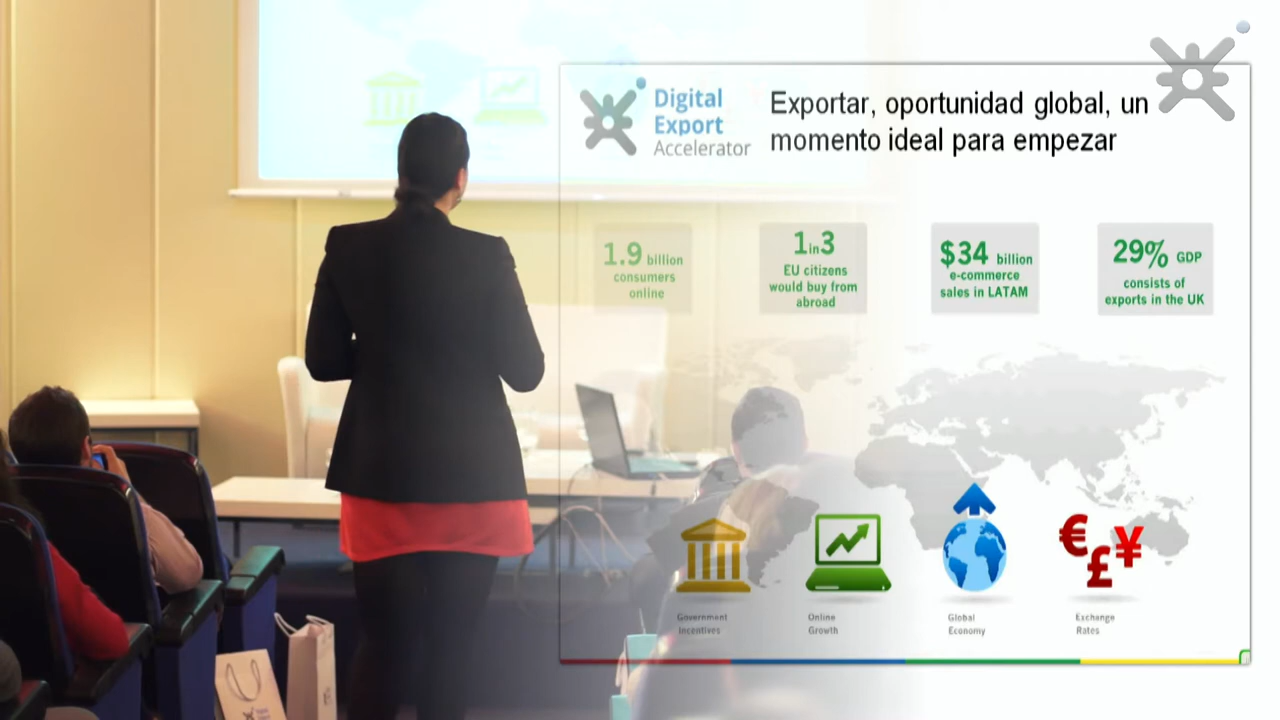 Digital
Export
Accelerator
Exportar, oportunidad global, un
momento ideal para empezar
1.9 billion
consumers
online
1in3
EU citizens
would buy from
abroad
$34 billion
e-commerce
sales in LATAM
29% GDP
consists of
exports in the UK
Government
Incentives
Online
Growth
Global
Economy
Exchange
Rates